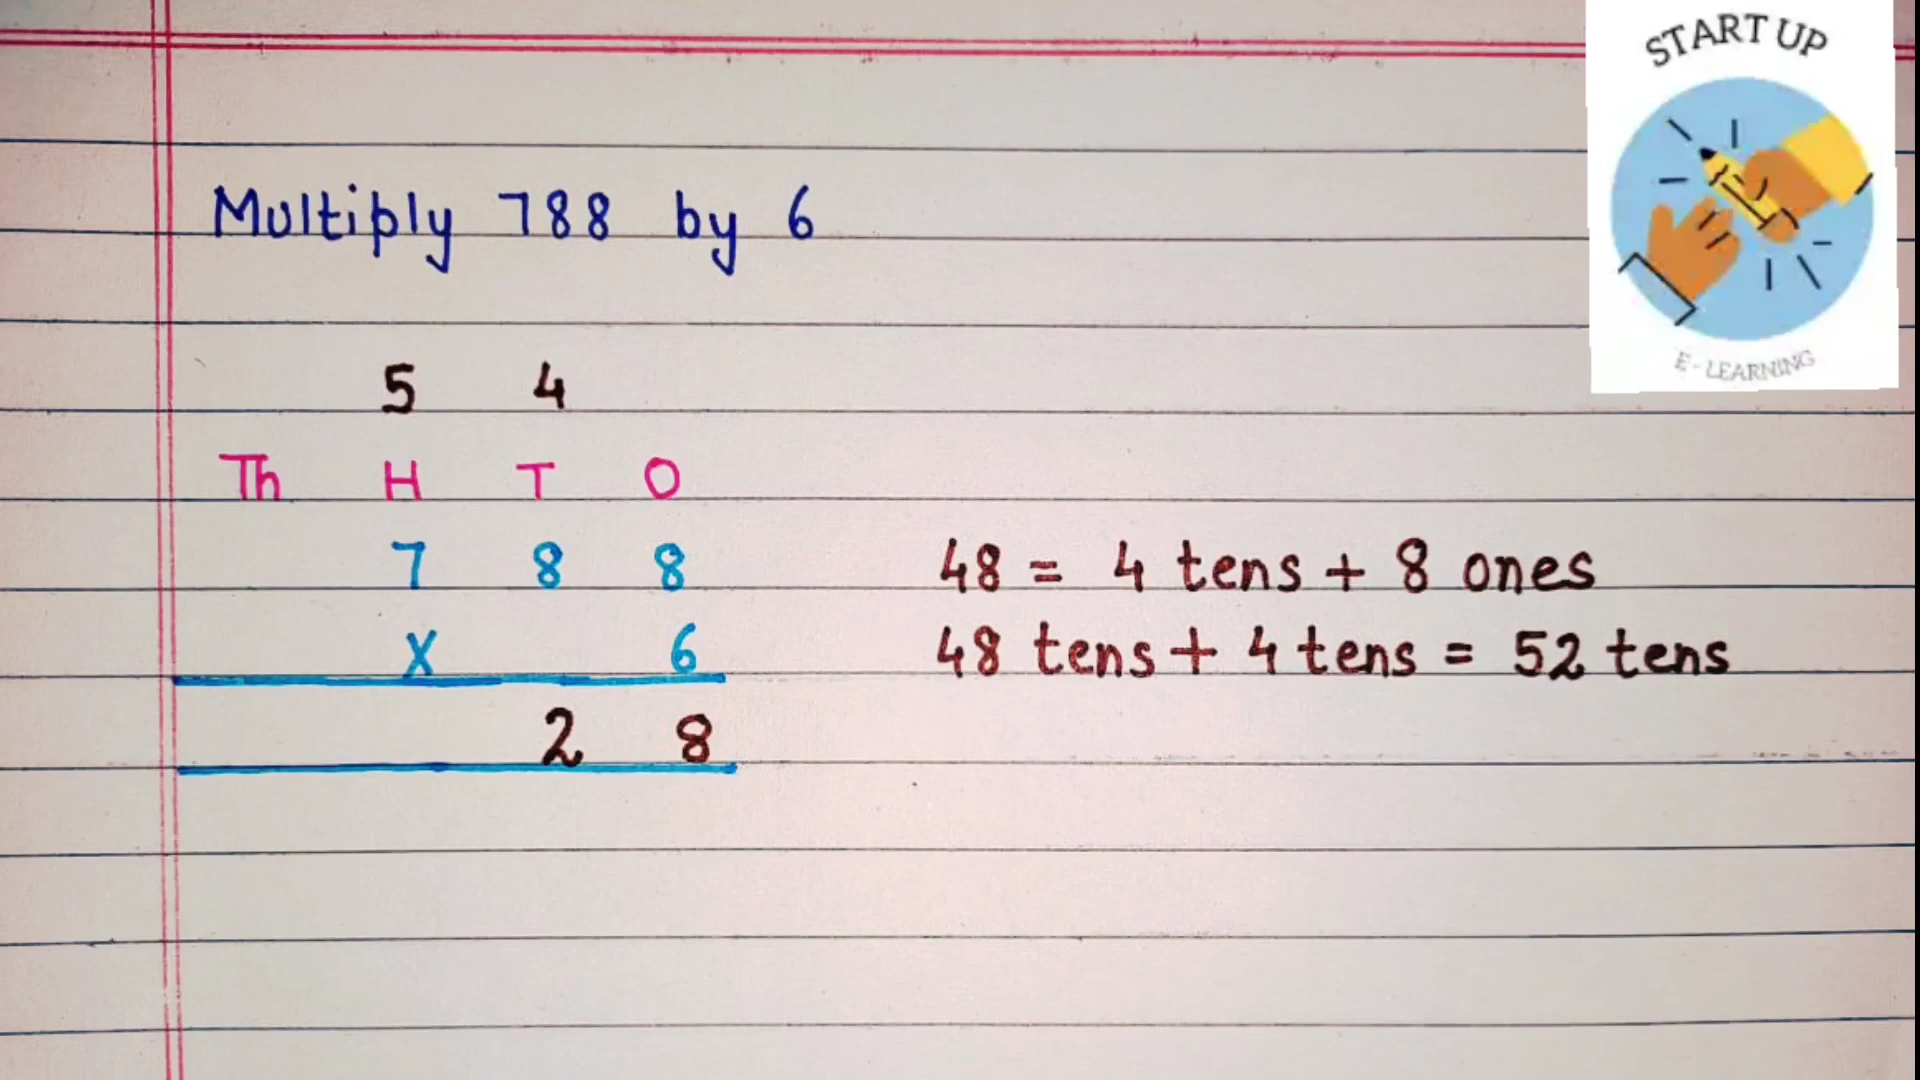 START UP
E-LEARNING
Multiply 788 by 6
5 4
Th H T O
7 8 8
X 6
2 8
48 = 4 tens + 8 ones
48 tens + 4 tens = 52 tens